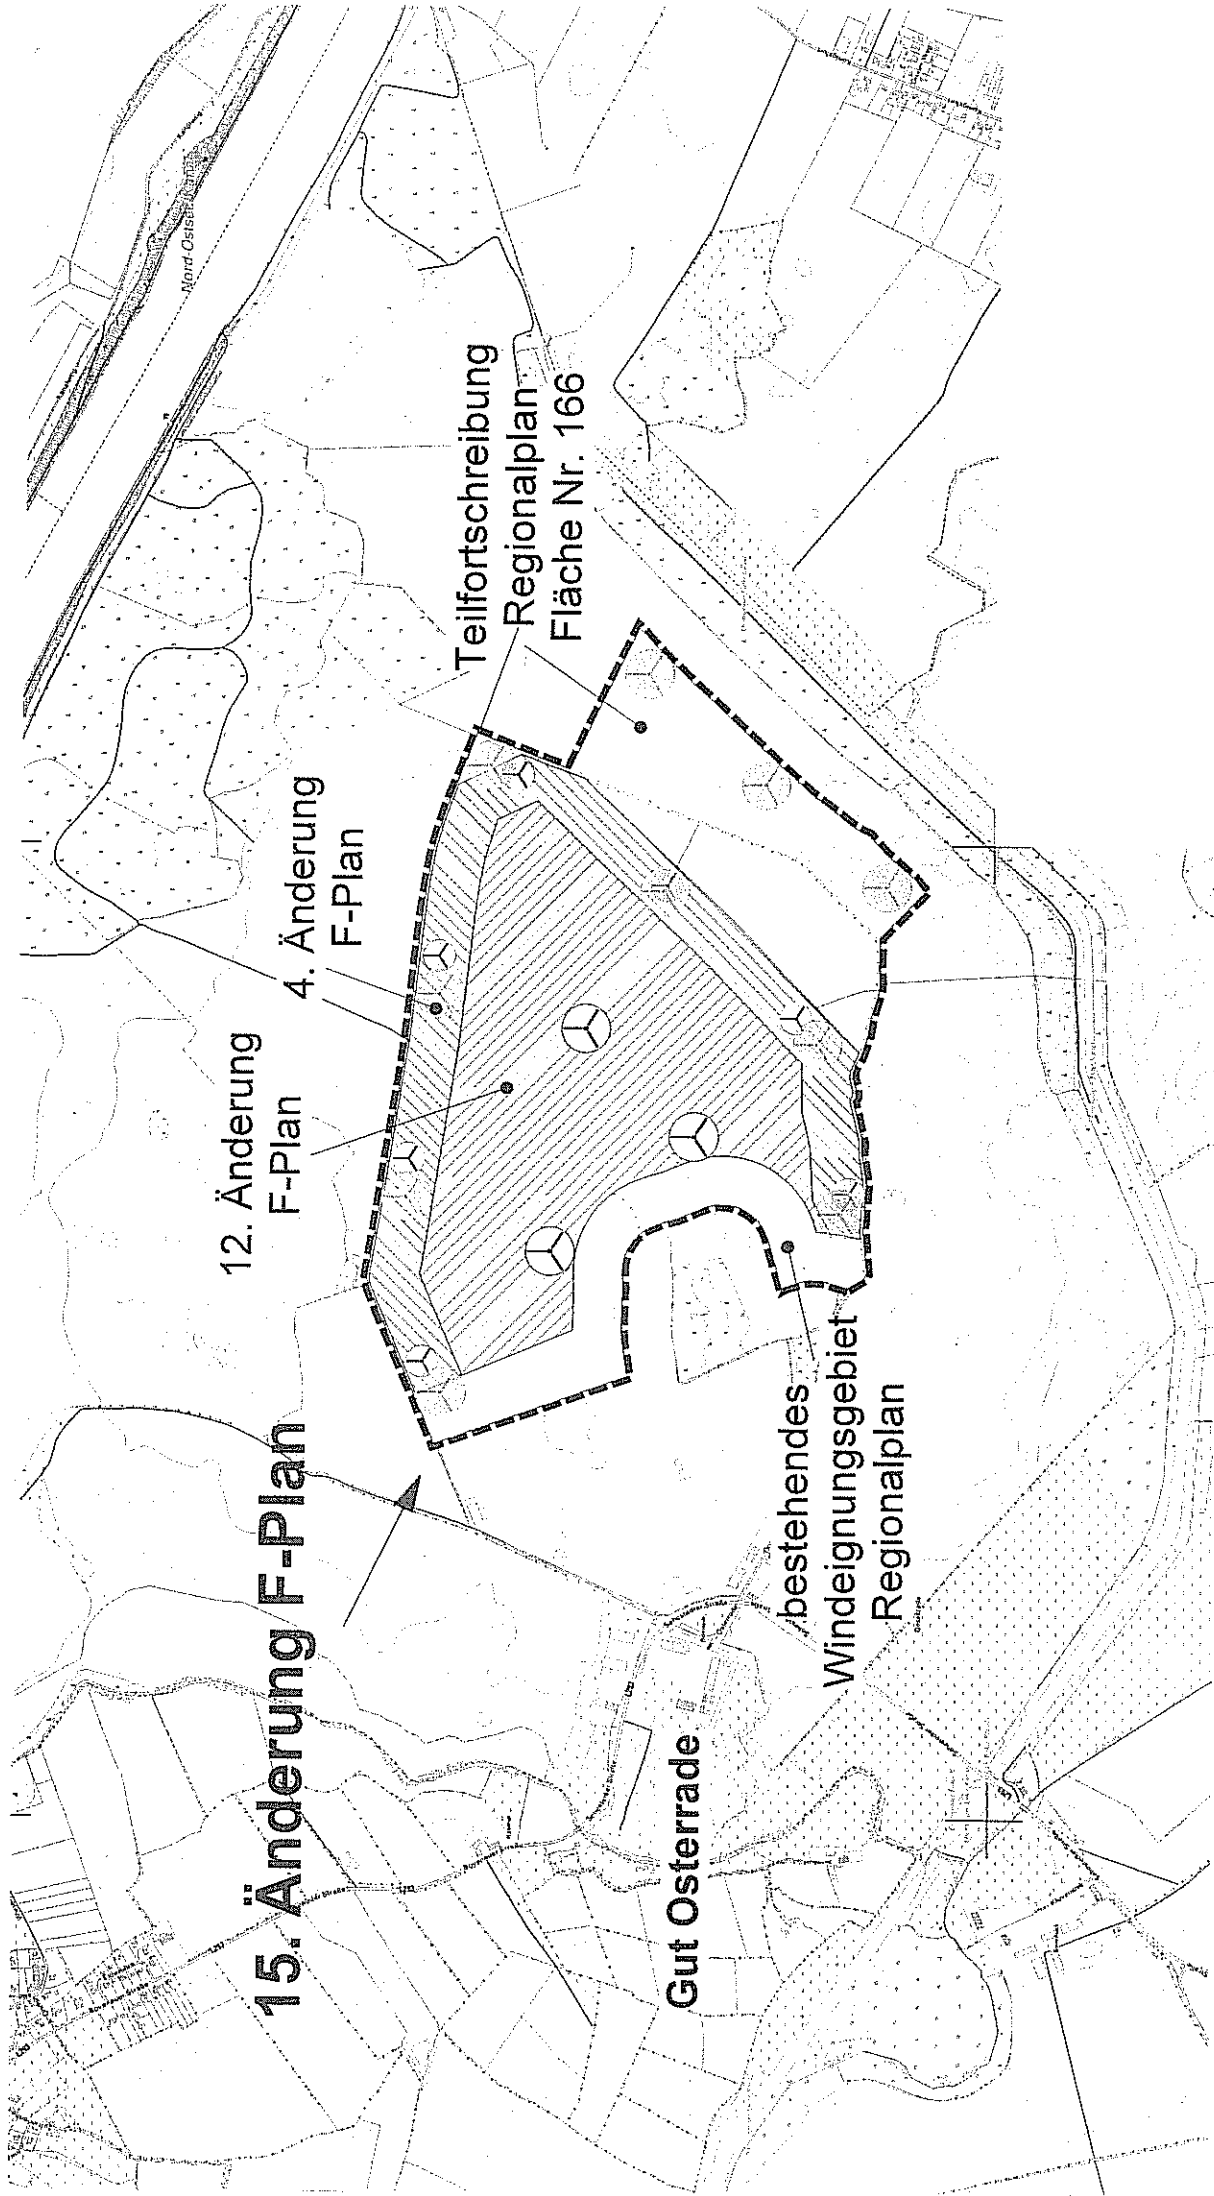 15. Änderung F-Plan
12. Änderung
F-Plan
4. Änderung
F-Plan
Teilfortschreibung
Regionalplan
Fläche Nr. 166
Nord-Ostsee-Kanal
Gut Osterrade
bestehendes
Windeignungsgebiet
Regionalplan